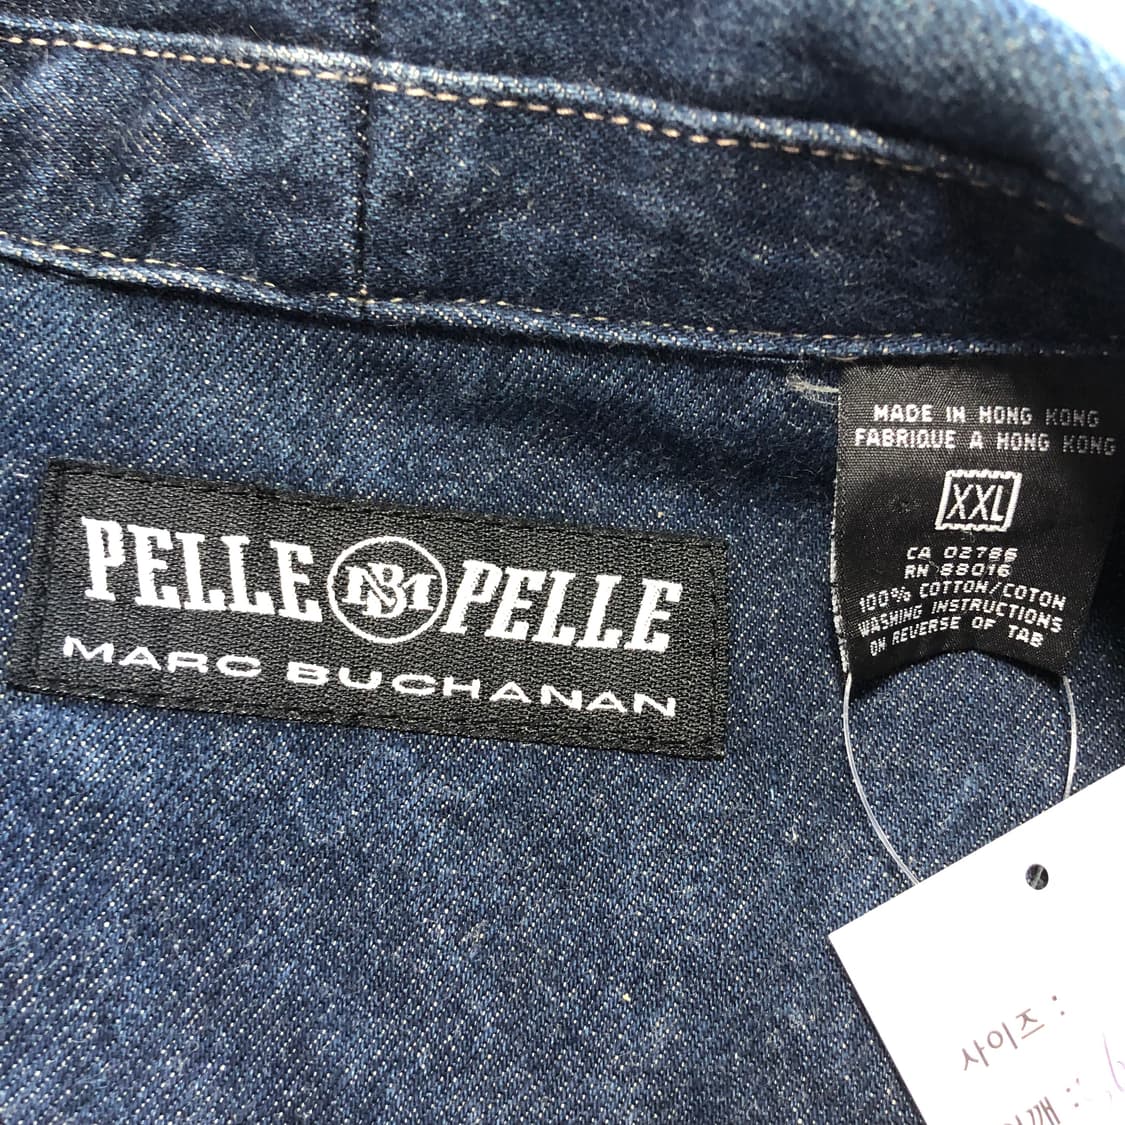 PELLE MB PELLE
MARC BUCHANAN
MADE IN HONG KONG
FABRIQUE A HONG KONG
XXL
CA 02786
RN 88016
100% COTTON/COTON
WASHING INSTRUCTIONS
ON REVERSE OF TAB
사이즈 :